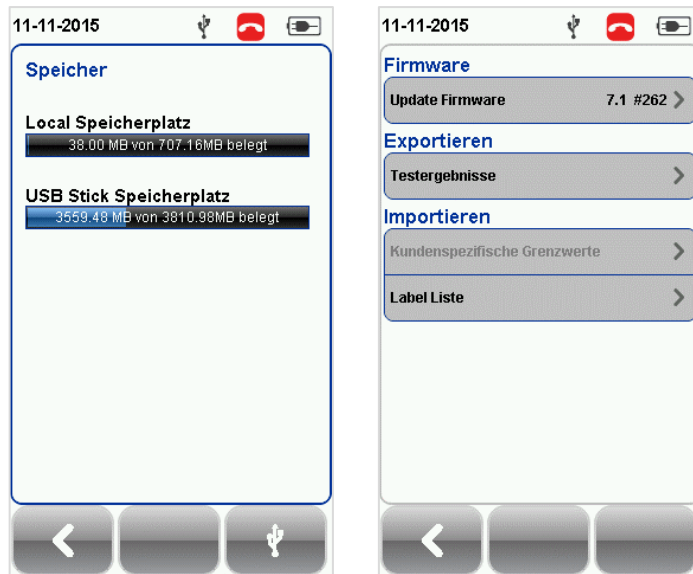 11-11-2015
Speicher
Local Speicherplatz
38.00 MB von 707.16MB belegt
USB Stick Speicherplatz
3559.48 MB von 3810.98MB belegt
11-11-2015
Firmware
Update Firmware 7.1 #262
Exportieren
Testergebnisse
Importieren
Kundenspezifische Grenzwerte
Label Liste